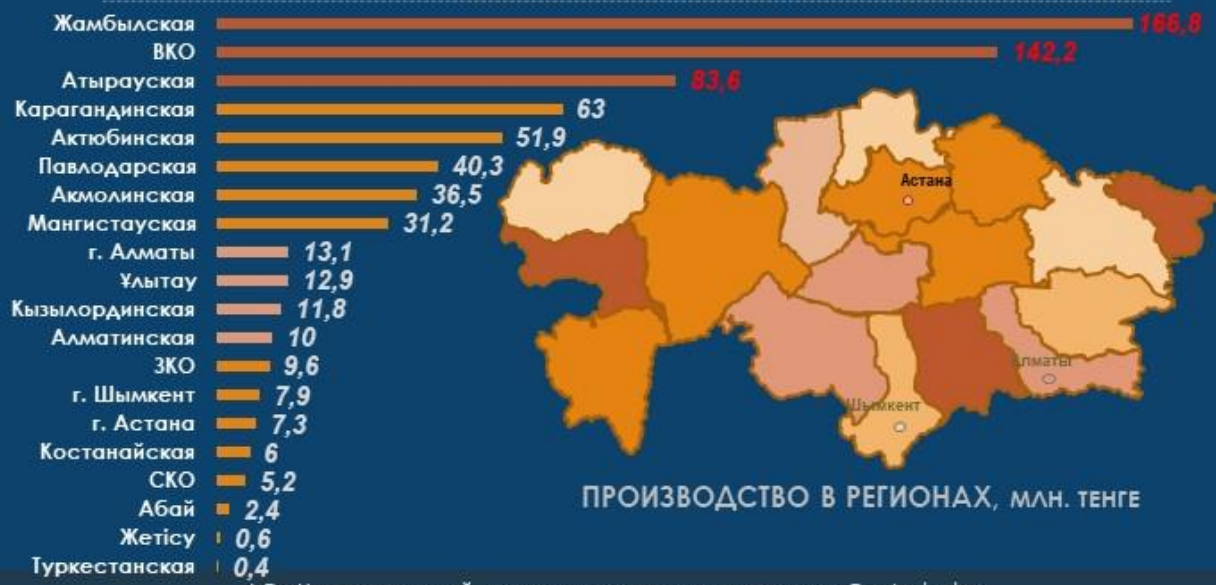 Жамбылская 166,8
ВКО 142,2
Атырауская 83,6
Карагандинская 63
Актюбинская 51,9
Павлодарская 40,3
Акмолинская 36,5
Мангистауская 31,2
г. Алматы 13,1
Ұлытау 12,9
Кызылординская 11,8
Алматинская 10
ЗКО 9,6
г. Шымкент 7,9
г. Астана 7,3
Костанайская 6
СКО 5,2
Абай 2,4
Жетісу 0,6
Туркестанская 0,4
Астана
Алматы
Шымкент
ПРОИЗВОДСТВО В РЕГИОНАХ, МЛН. ТЕНГЕ